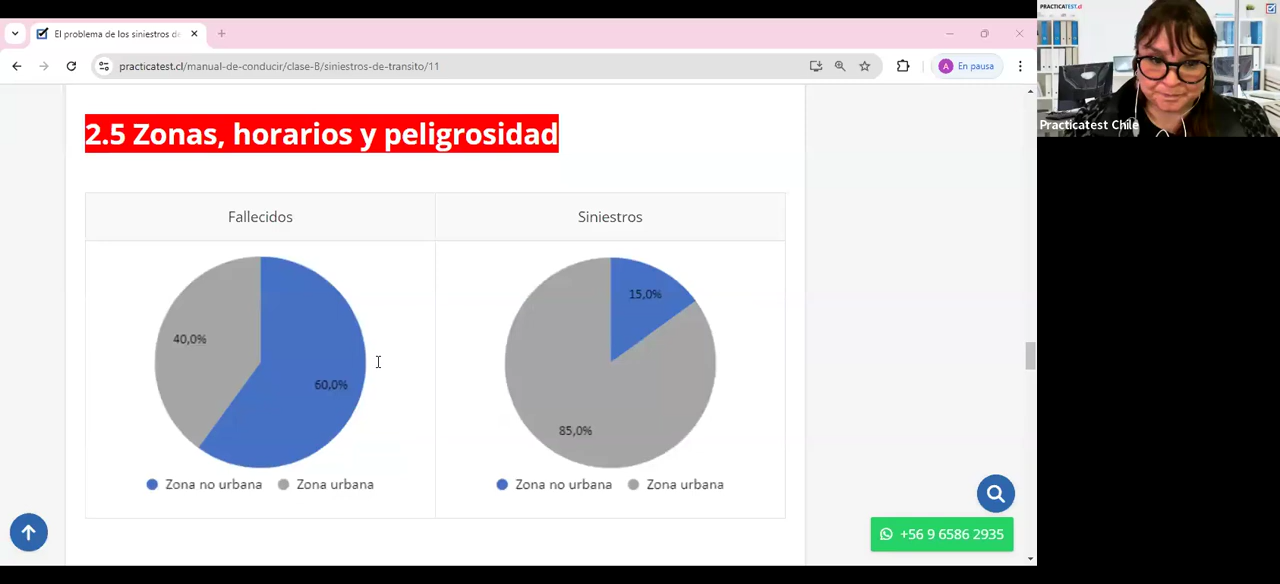 El problema de los siniestros de
practicatest.cl/manual-de-conducir/clase-B/siniestros-de-transito/11
A
En pausa
PRACTICATEST.cl
Practicatest Chile
2.5 Zonas, horarios y peligrosidad
Fallecidos
Siniestros
40,0%
60,0%
Zona no urbana
Zona urbana
15,0%
85,0%
Zona no urbana
Zona urbana
+56 9 6586 2935